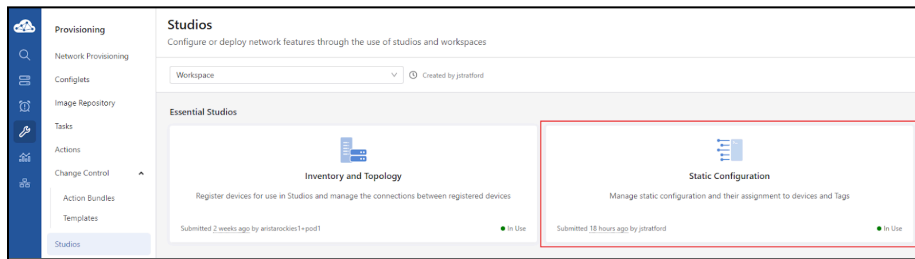 Provisioning
Network Provisioning
Configlets
Image Repository
Tasks
Actions
Change Control
Action Bundles
Templates
Studios
Studios
Configure or deploy network features through the use of studios and workspaces
Workspace
Created by jstratford
Essential Studios
Inventory and Topology
Register devices for use in Studios and manage the connections between registered devices
Submitted 2 weeks ago by aristarockies1+pod1
In Use
Static Configuration
Manage static configuration and their assignment to devices and Tags
Submitted 18 hours ago by jstratford
In Use